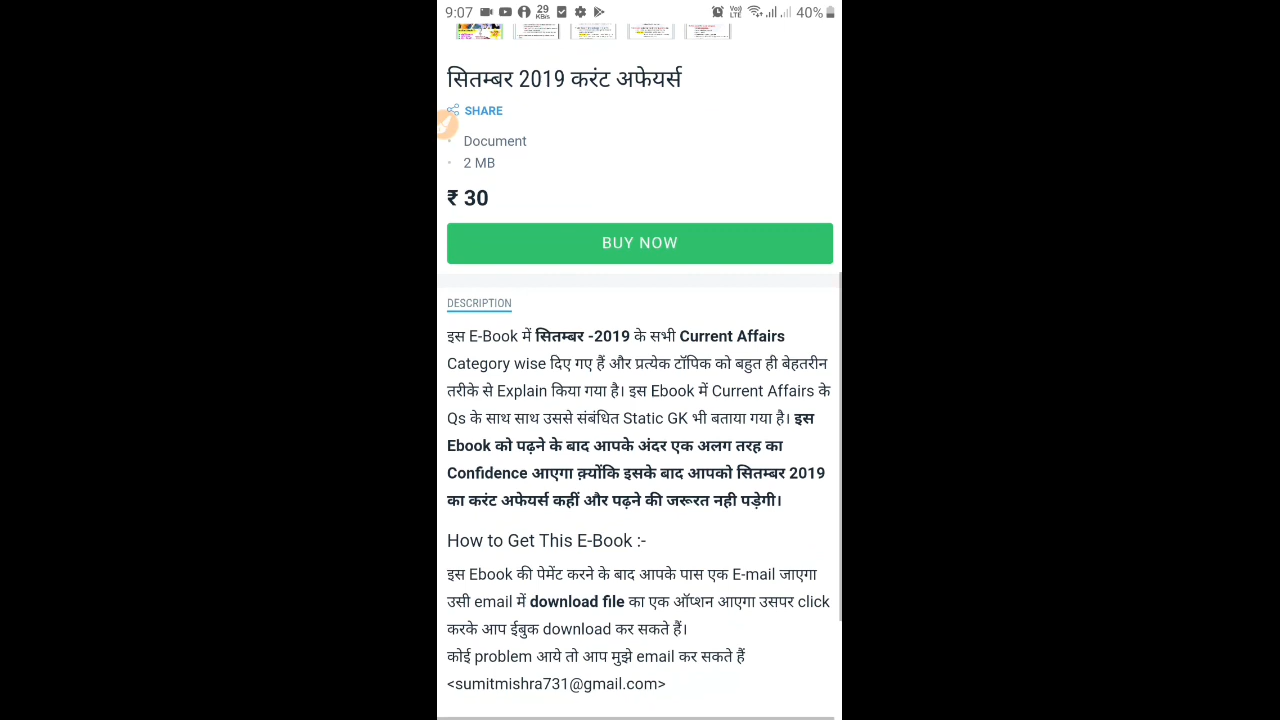 9:07
29
KB/s
Vo)
LTE
40%
सितम्बर 2019 करंट अफेयर्स
SHARE
Document
2 MB
₹ 30
BUY NOW
DESCRIPTION
इस E-Book में सितम्बर -2019 के सभी Current Affairs
Category wise दिए गए हैं और प्रत्येक टॉपिक को बहुत ही बेहतरीन
तरीके से Explain किया गया है। इस Ebook में Current Affairs के
Qs के साथ साथ उससे संबंधित Static GK भी बताया गया है। इस
Ebook को पढ़ने के बाद आपके अंदर एक अलग तरह का
Confidence आएगा क़्योंकि इसके बाद आपको सितम्बर 2019
का करंट अफेयर्स कहीं और पढ़ने की जरूरत नही पड़ेगी।
How to Get This E-Book :-
इस Ebook की पेमेंट करने के बाद आपके पास एक E-mail जाएगा
उसी email में download file का एक ऑप्शन आएगा उसपर click
करके आप ईबुक download कर सकते हैं।
कोई problem आये तो आप मुझे email कर सकते हैं
<sumitmishra731@gmail.com>